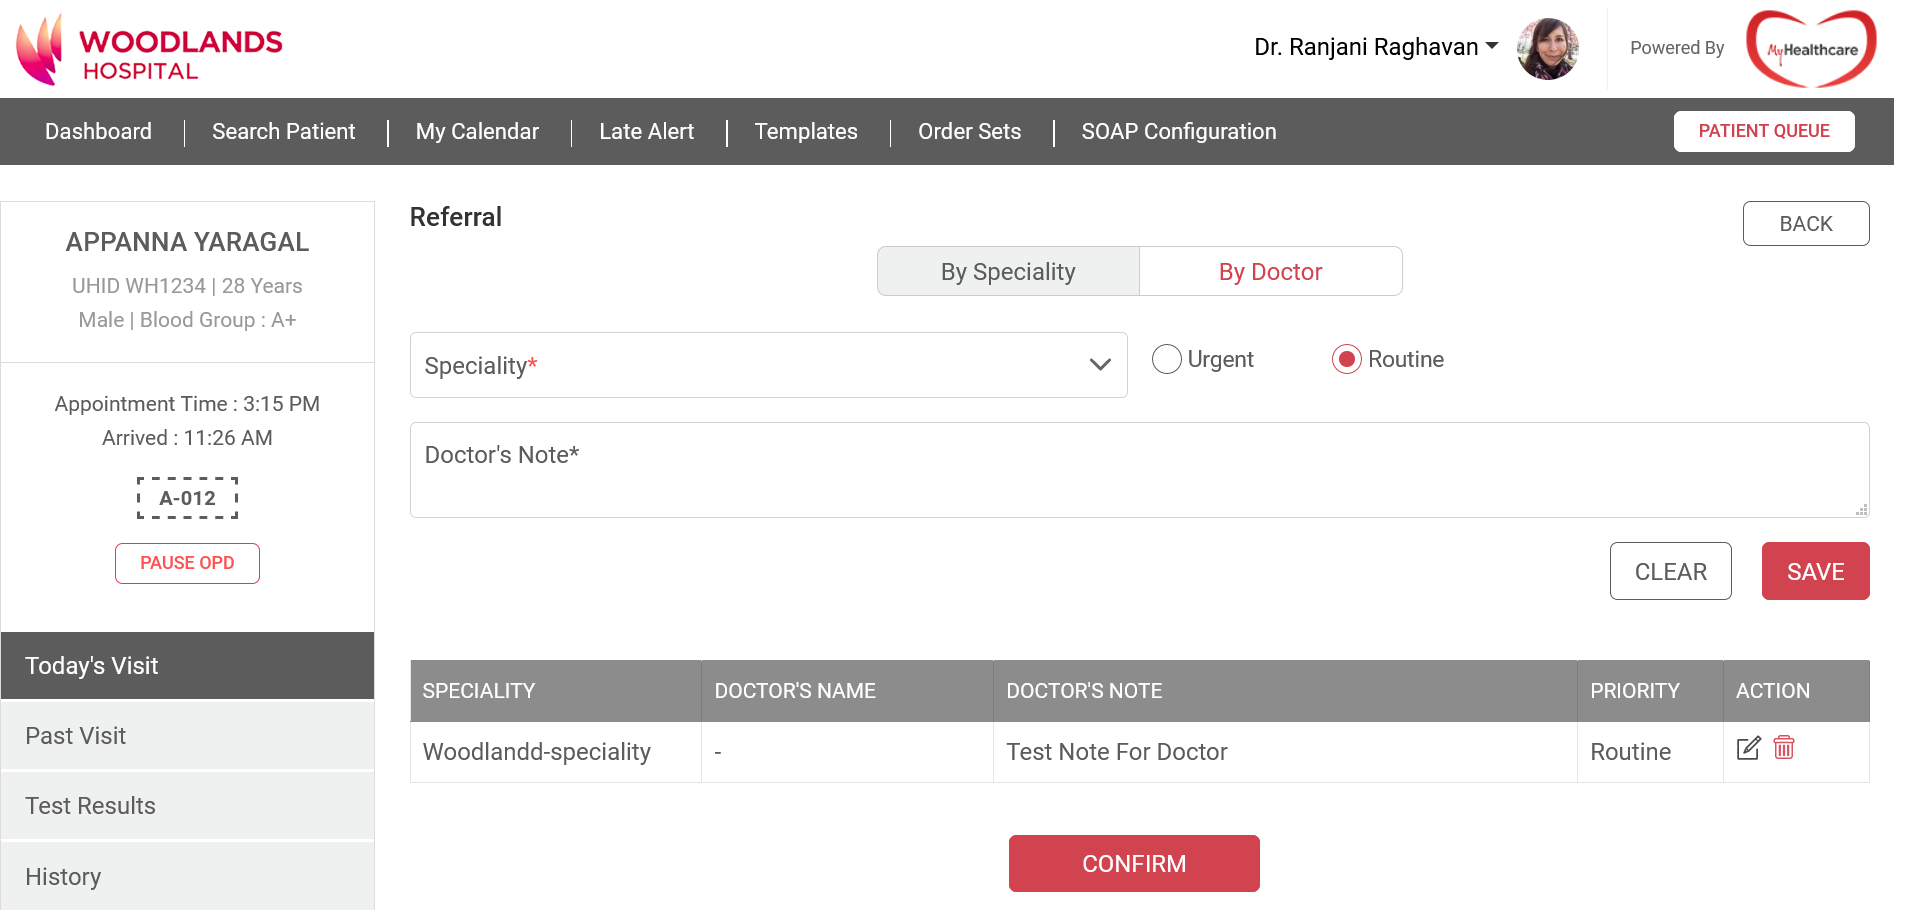 WOODLANDS
HOSPITAL
Dr. Ranjani Raghavan
Powered By
MyHealthcare
Dashboard
Search Patient
My Calendar
Late Alert
Templates
Order Sets
SOAP Configuration
PATIENT QUEUE
APPANNA YARAGAL
UHID WH1234 | 28 Years
Male | Blood Group : A+
Appointment Time : 3:15 PM
Arrived : 11:26 AM
A-012
PAUSE OPD
Today's Visit
Past Visit
Test Results
History
Referral
BACK
By Speciality
By Doctor
Speciality*
Urgent
Routine
Doctor's Note*
CLEAR
SAVE
SPECIALITY DOCTOR'S NAME DOCTOR'S NOTE PRIORITY ACTION
Woodlandd-speciality - Test Note For Doctor Routine
CONFIRM